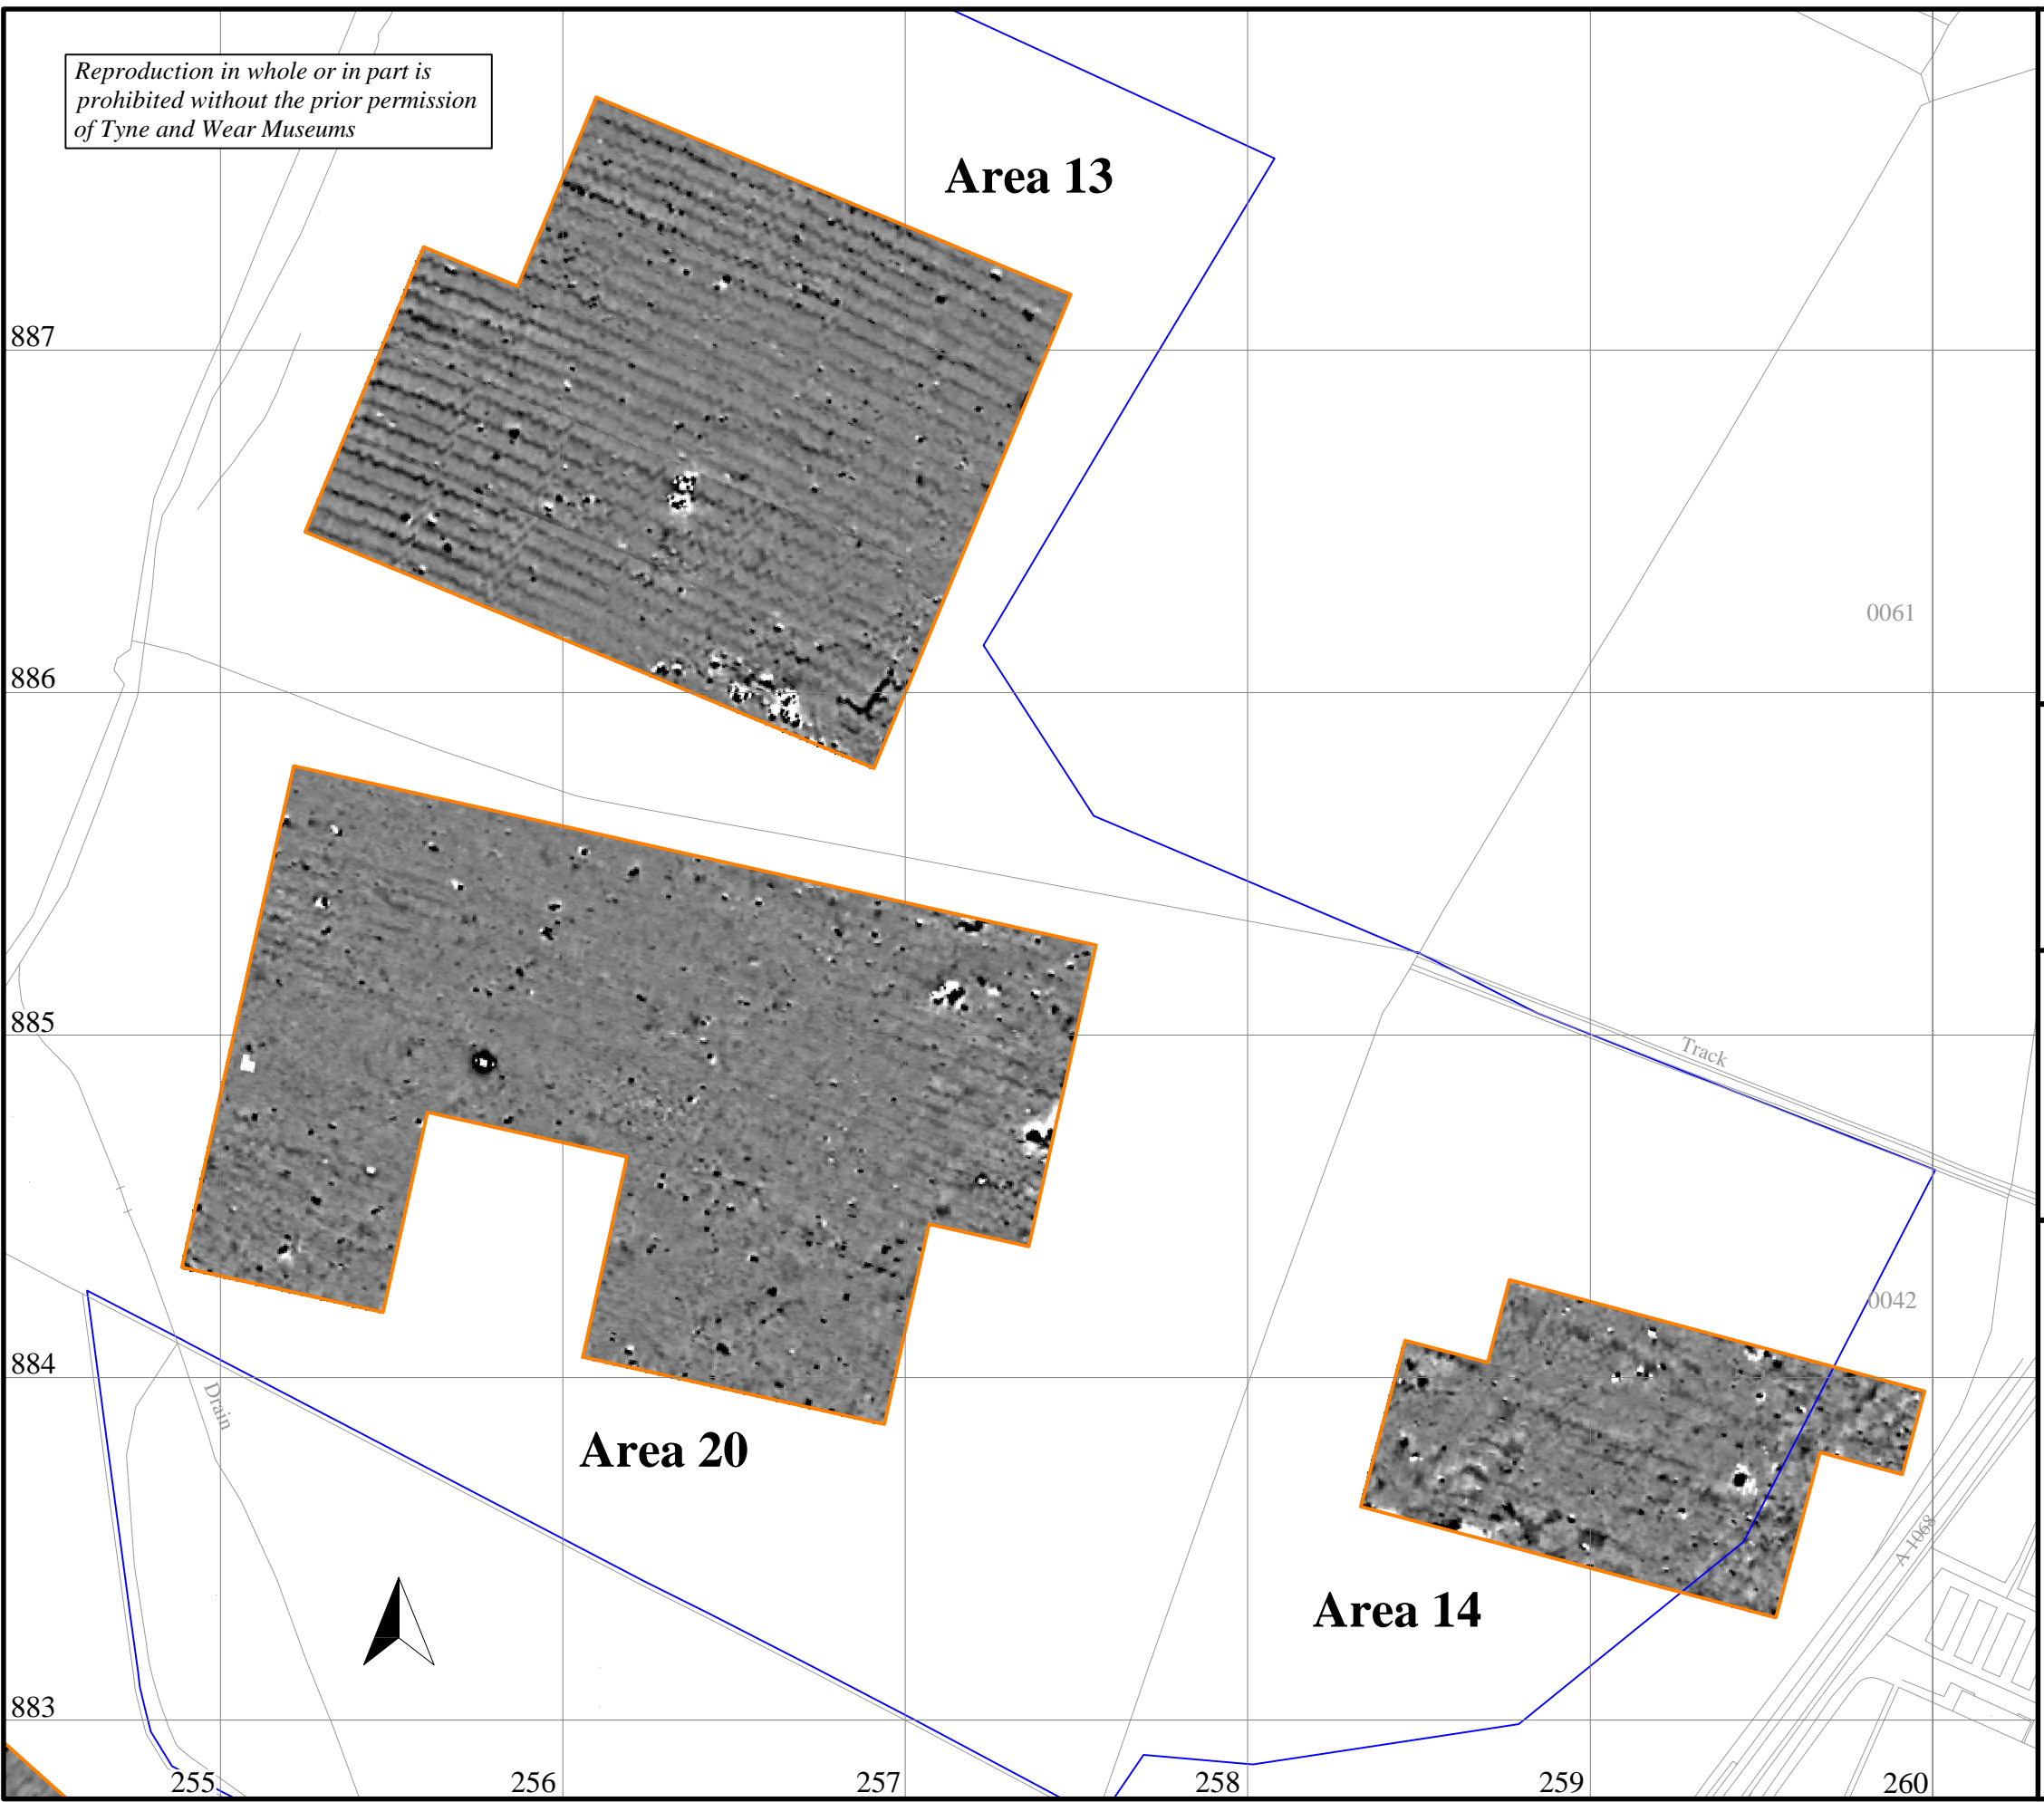 Reproduction in whole or in part is
prohibited without the prior permission
of Tyne and Wear Museums
Area 13
887
0061
886
885
Track
0042
884
Drain
Area 20
A 1068
Area 14
883
255
256
257
258
259
260